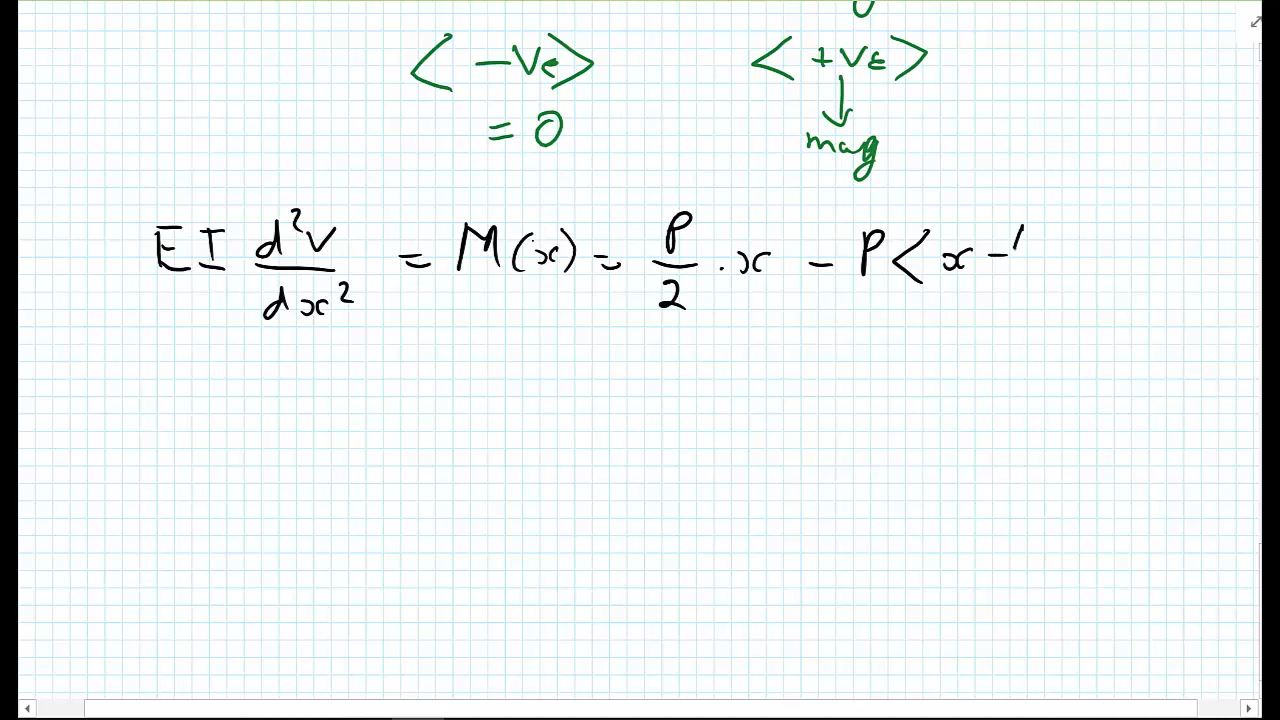 < -ve > < +ve >
= 0 mag
EI d²V/dx² = M(x) = P/2 . x - P< x -